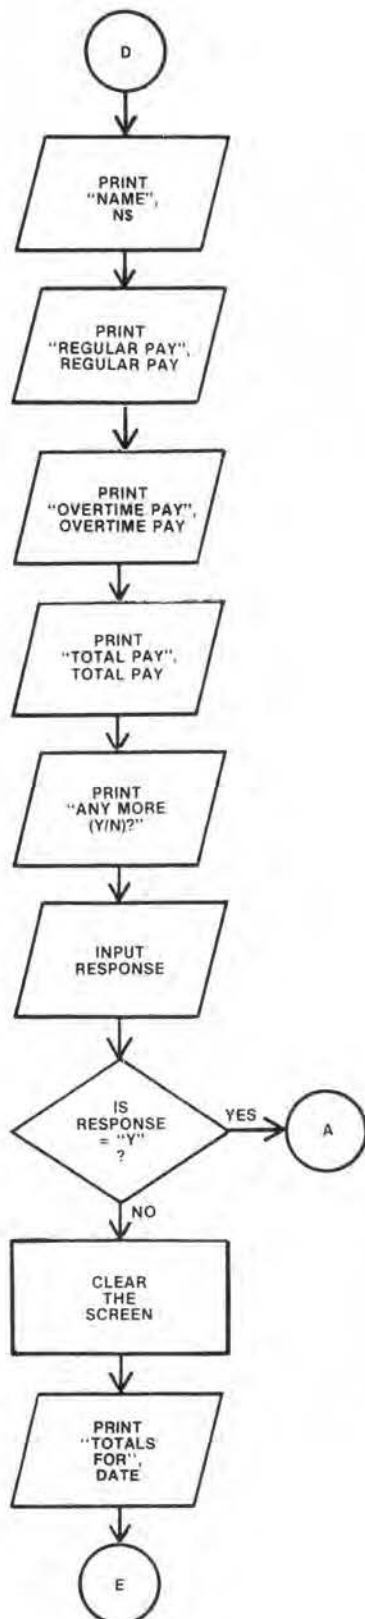 D
PRINT
"NAME",
N$
PRINT
"REGULAR PAY",
REGULAR PAY
PRINT
"OVERTIME PAY",
OVERTIME PAY
PRINT
"TOTAL PAY",
TOTAL PAY
PRINT
"ANY MORE
(Y/N)?"
INPUT
RESPONSE
IS
RESPONSE
= "Y"
?
YES
A
NO
CLEAR
THE
SCREEN
PRINT
"TOTALS
FOR",
DATE
E